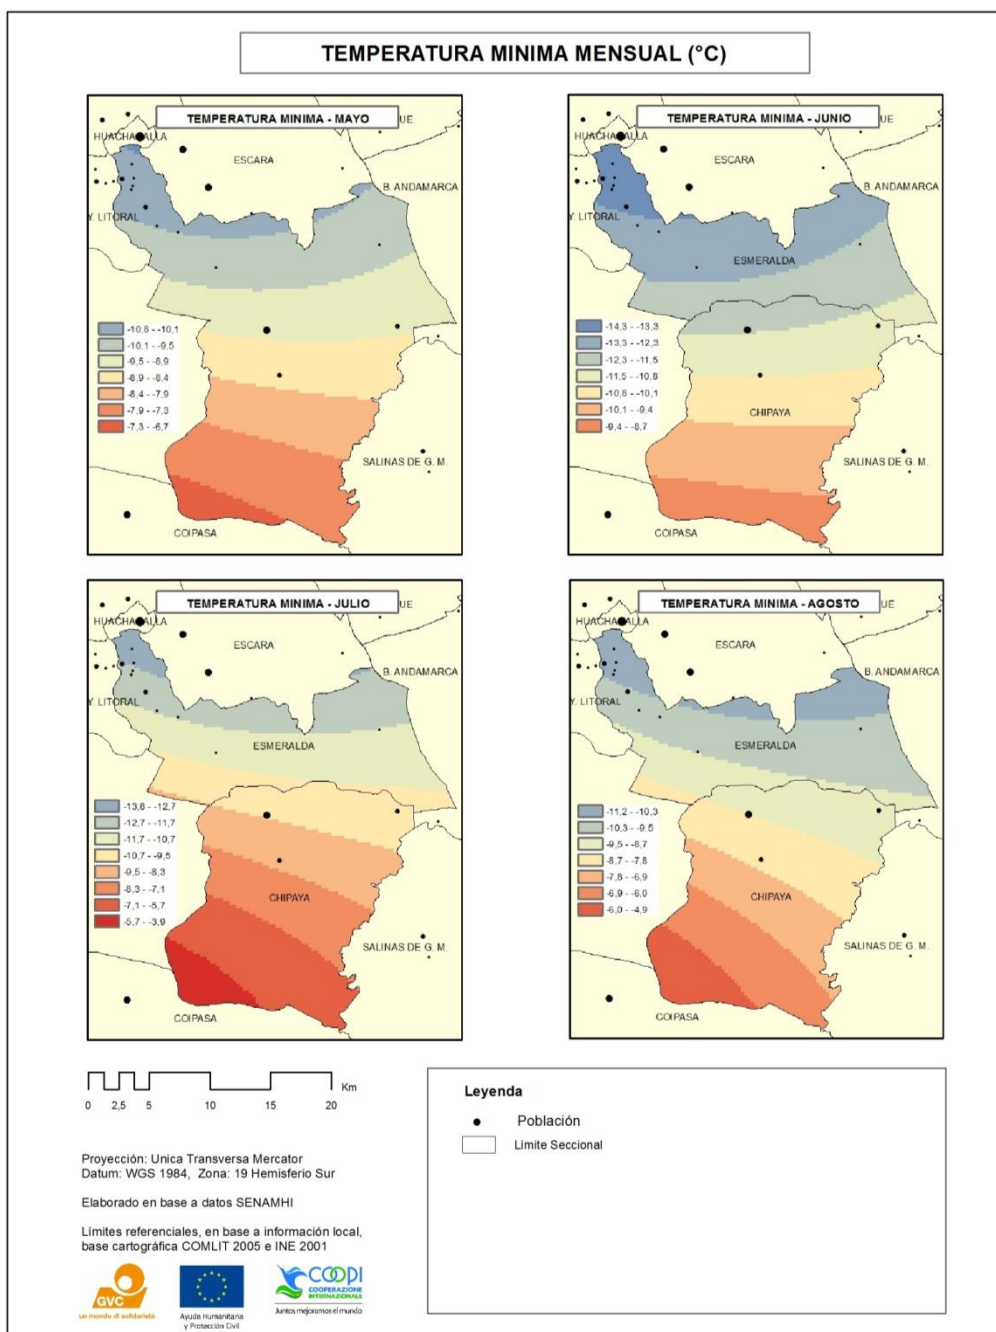 TEMPERATURA MINIMA MENSUAL (°C)
TEMPERATURA MINIMA - MAYO
UE
HUACHACALLA
ESCARA
B. ANDAMARCA
Y. LITORAL
-10,8 - -10,1
-10,1 - -9,5
-9,5 - -8,9
-8,9 - -8,4
-8,4 - -7,9
-7,9 - -7,3
-7,3 - -6,7
SALINAS DE G. M.
COIPASA
TEMPERATURA MINIMA - JUNIO
UE
HUACHACALLA
ESCARA
B. ANDAMARCA
Y. LITORAL
ESMERALDA
-14,3 - -13,3
-13,3 - -12,3
-12,3 - -11,5
-11,5 - -10,8
-10,8 - -10,1
-10,1 - -9,4
-9,4 - -8,7
CHIPAYA
SALINAS DE G. M.
COIPASA
TEMPERATURA MINIMA - JULIO
UE
HUACHACALLA
ESCARA
B. ANDAMARCA
Y. LITORAL
ESMERALDA
-13,8 - -12,7
-12,7 - -11,7
-11,7 - -10,7
-10,7 - -9,5
-9,5 - -8,3
-8,3 - -7,1
-7,1 - -5,7
-5,7 - -3,9
CHIPAYA
SALINAS DE G. M.
COIPASA
TEMPERATURA MINIMA - AGOSTO
UE
HUACHACALLA
ESCARA
B. ANDAMARCA
Y. LITORAL
ESMERALDA
-11,2 - -10,3
-10,3 - -9,5
-9,5 - -8,7
-8,7 - -7,8
-7,8 - -6,9
-6,9 - -6,0
-6,0 - -4,9
CHIPAYA
SALINAS DE G. M.
COIPASA
Km
0 2,5 5 10 15 20
Leyenda
Población
Límite Seccional
Proyección: Unica Transversa Mercator
Datum: WGS 1984, Zona: 19 Hemisferio Sur
Elaborado en base a datos SENAMHI
Limites referenciales, en base a información local,
base cartográfica COMLIT 2005 e INE 2001
GVC
un mondo di solidarietà
Ayuda Humanitaria
y Protección Civil
COOPI
COOPERAZIONE
INTERNAZIONALE
Juntos mejoramos el mundo